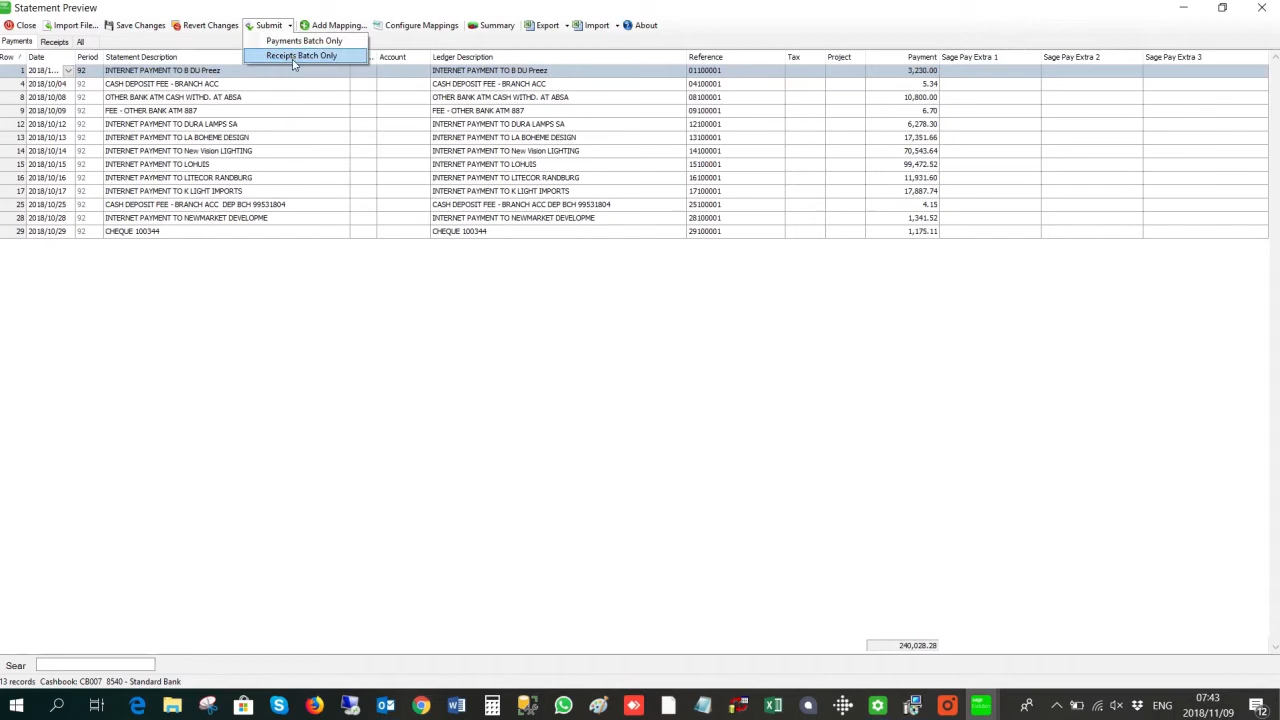 Statement Preview
Close Import File... Save Changes Revert Changes Submit Add Mapping... Configure Mappings Summary Export Import About
Payments Receipts All
Payments Batch Only
Receipts Batch Only
Row Date Period Statement Description Account Ledger Description Reference Tax Project Payment Sage Pay Extra 1 Sage Pay Extra 2 Sage Pay Extra 3
1 2018/1... 92 INTERNET PAYMENT TO B DU Preez INTERNET PAYMENT TO B DU Preez 01100001 3,230.00
4 2018/10/04 92 CASH DEPOSIT FEE - BRANCH ACC CASH DEPOSIT FEE - BRANCH ACC 04100001 5.34
8 2018/10/08 92 OTHER BANK ATM CASH WITHD. AT ABSA OTHER BANK ATM CASH WITHD. AT ABSA 08100001 10,800.00
9 2018/10/09 92 FEE - OTHER BANK ATM 887 FEE - OTHER BANK ATM 887 09100001 6.70
12 2018/10/12 92 INTERNET PAYMENT TO DURA LAMPS SA INTERNET PAYMENT TO DURA LAMPS SA 12100001 6,278.30
13 2018/10/13 92 INTERNET PAYMENT TO LA BOHEME DESIGN INTERNET PAYMENT TO LA BOHEME DESIGN 13100001 17,351.66
14 2018/10/14 92 INTERNET PAYMENT TO New Vision LIGHTING INTERNET PAYMENT TO New Vision LIGHTING 14100001 70,543.64
15 2018/10/15 92 INTERNET PAYMENT TO LOHUIS INTERNET PAYMENT TO LOHUIS 15100001 99,472.52
16 2018/10/16 92 INTERNET PAYMENT TO LITECOR RANDBURG INTERNET PAYMENT TO LITECOR RANDBURG 16100001 11,931.60
17 2018/10/17 92 INTERNET PAYMENT TO K LIGHT IMPORTS INTERNET PAYMENT TO K LIGHT IMPORTS 17100001 17,887.74
25 2018/10/25 92 CASH DEPOSIT FEE - BRANCH ACC DEP BCH 99531804 CASH DEPOSIT FEE - BRANCH ACC DEP BCH 99531804 25100001 4.15
28 2018/10/28 92 INTERNET PAYMENT TO NEWMARKET DEVELOPME INTERNET PAYMENT TO NEWMARKET DEVELOPME 28100001 1,341.52
29 2018/10/29 92 CHEQUE 100344 CHEQUE 100344 29100001 1,175.11
240,028.28
Sear
13 records Cashbook: CB007 8540 - Standard Bank
ENG 07:43
2018/11/09 12